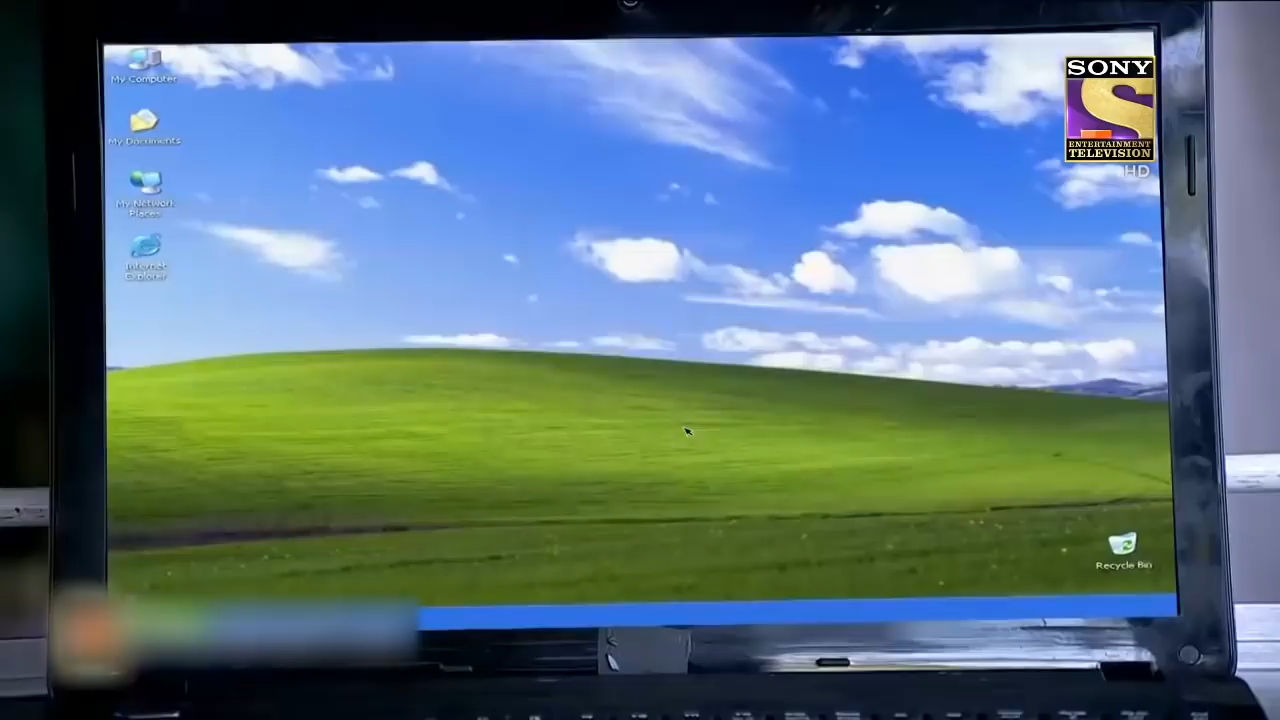 My Computer
My Documents
My Network
Places
Internet
Explorer
Recycle Bin
SONY
S
ENTERTAINMENT
TELEVISION
HD